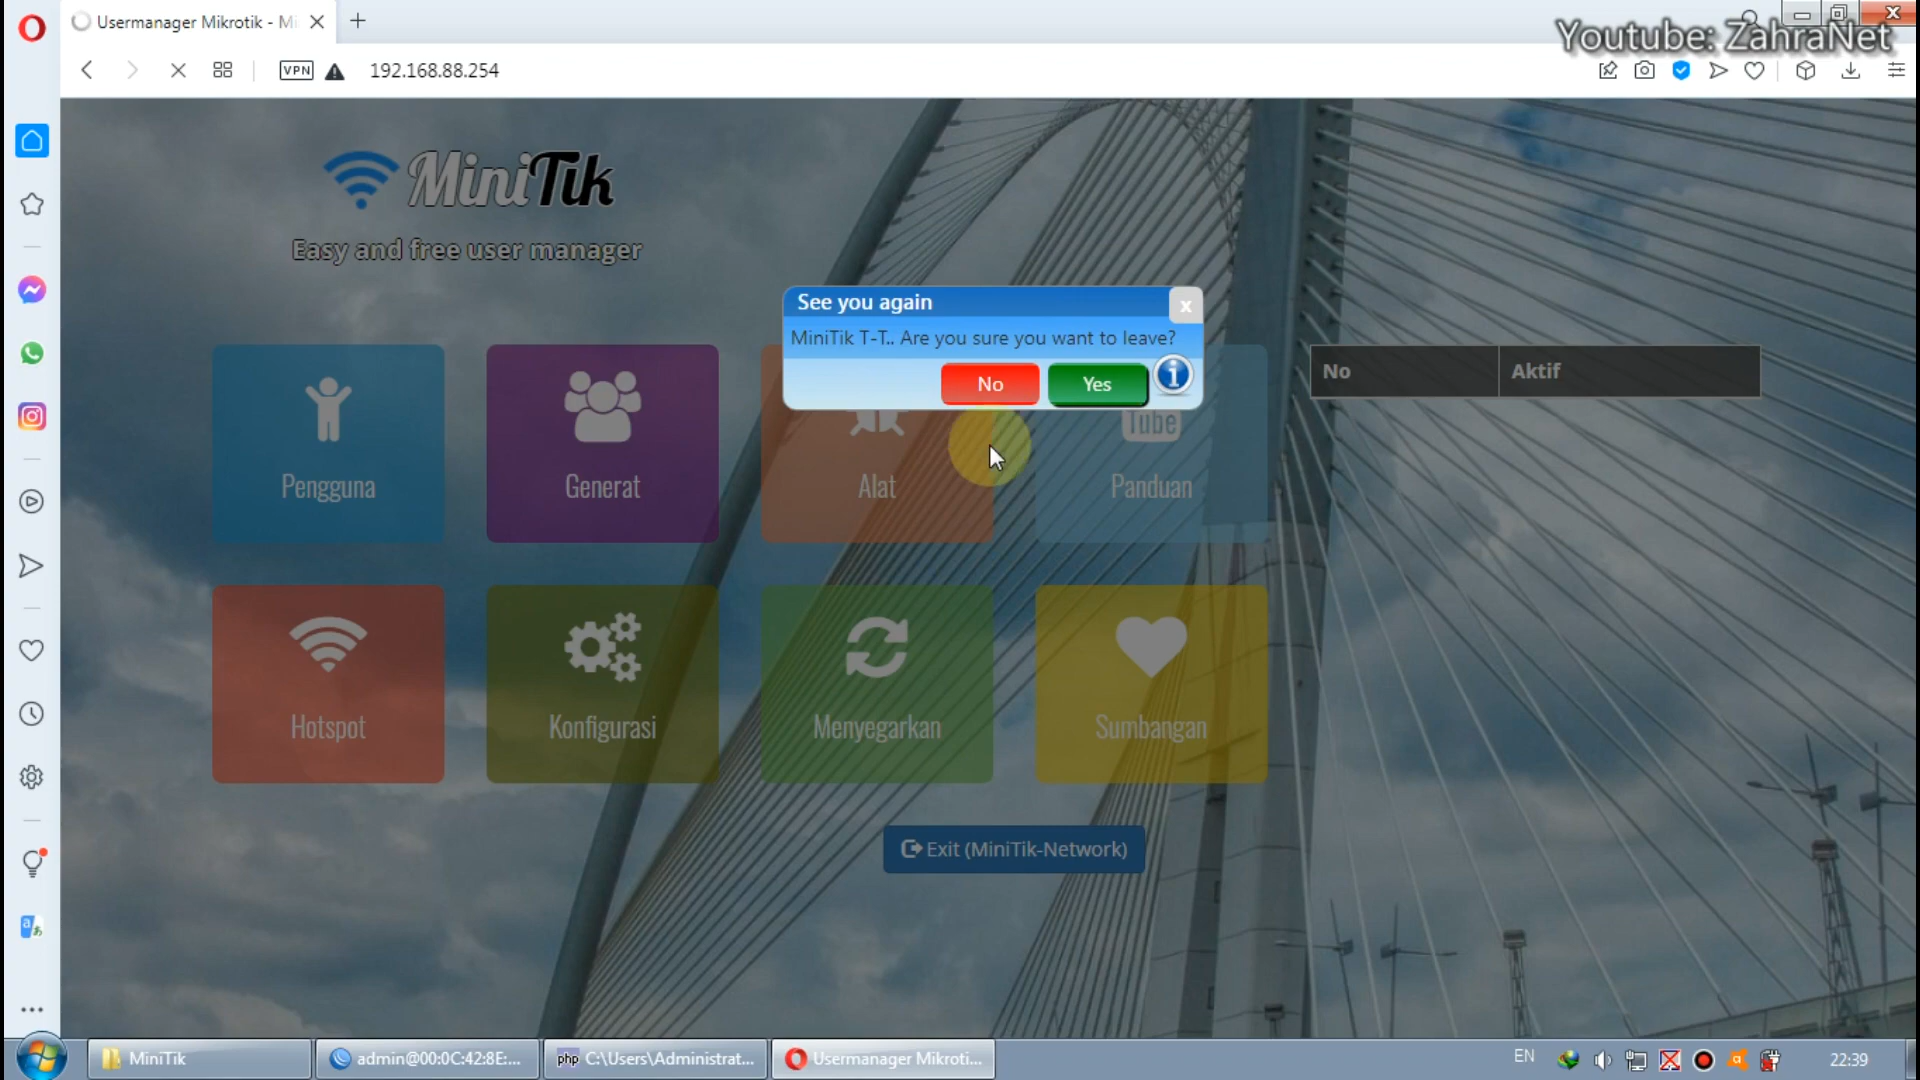 Usermanager Mikrotik - Mi
Youtube: ZahraNet
VPN
192.168.88.254
MiniTik
Easy and free user manager
See you again
x
MiniTik T-T.. Are you sure you want to leave?
No
Yes
No
Aktif
Tube
Pengguna
Generat
Alat
Panduan
Hotspot
Konfigurasi
Menyegarkan
Sumbangan
Exit (MiniTik-Network)
MiniTik
admin@00:0C:42:8E:...
php C:\Users\Administrat...
Usermanager Mikroti...
EN
22:39